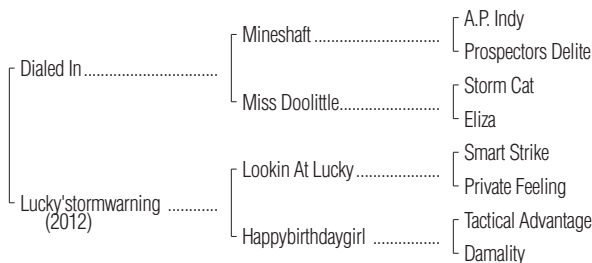 A.P. Indy
Mineshaft ..............................
Prospectors Delite
Dialed In................................
Storm Cat
Miss Doolittle........................
Eliza
Smart Strike
Lookin At Lucky....................
Private Feeling
Lucky'stormwarning ............
(2012)
Tactical Advantage
Happybirthdaygirl ................
Damality